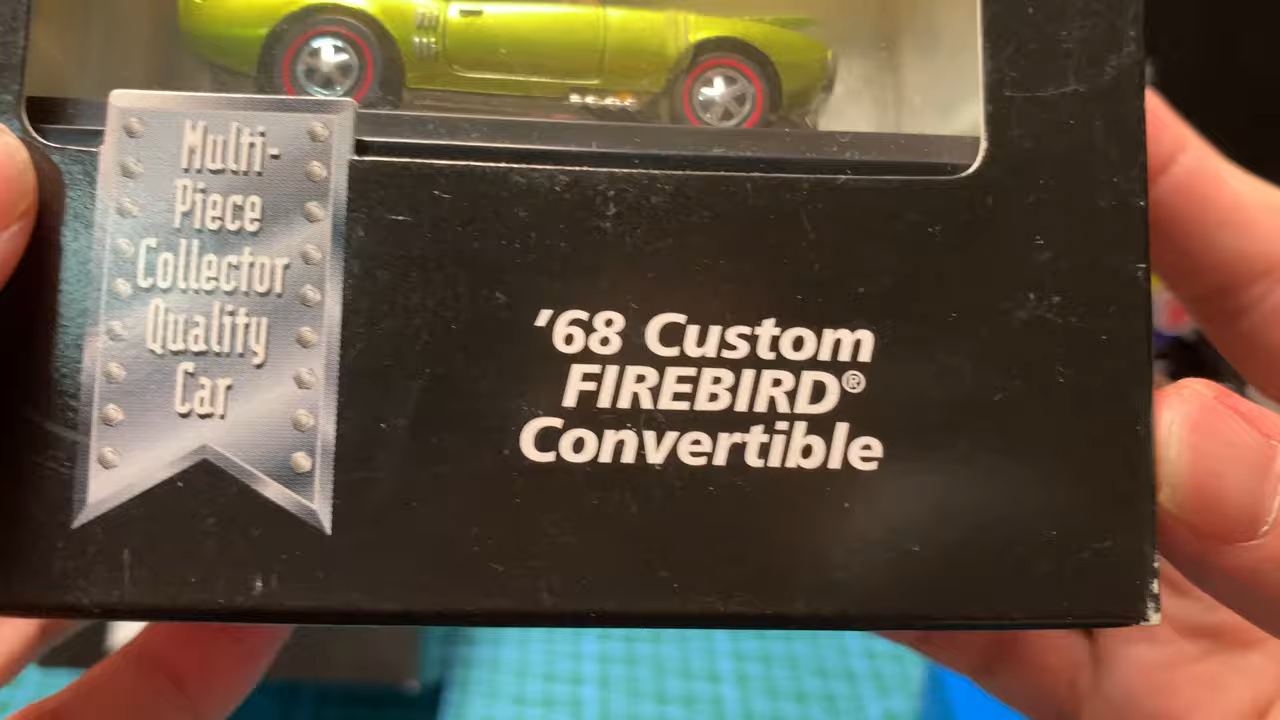 Multi-
Piece
Collector
Quality
Car
'68 Custom
FIREBIRD®
Convertible